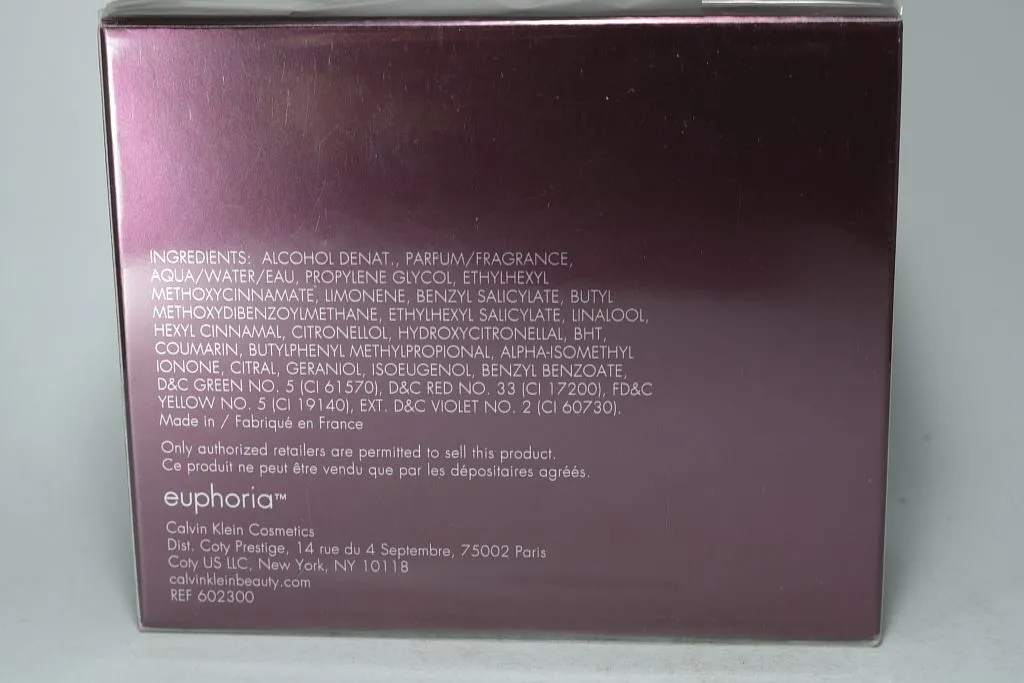 INGREDIENTS: ALCOHOL DENAT., PARFUM/FRAGRANCE,
AQUA/WATER/EAU, PROPYLENE GLYCOL, ETHYLHEXYL
METHOXYCINNAMATE, LIMONENE, BENZYL SALICYLATE, BUTYL
METHOXYDIBENZOYLMETHANE, ETHYLHEXYL SALICYLATE, LINALOOL,
HEXYL CINNAMAL, CITRONELLOL, HYDROXYCITRONELLAL, BHT,
COUMARIN, BUTYLPHENYL METHYLPROPIONAL, ALPHA-ISOMETHYL
IONONE, CITRAL, GERANIOL, ISOEUGENOL, BENZYL BENZOATE,
D&C GREEN NO. 5 (CI 61570), D&C RED NO. 33 (CI 17200), FD&C
YELLOW NO. 5 (CI 19140), EXT. D&C VIOLET NO. 2 (CI 60730).
Made in / Fabriqué en France
Only authorized retailers are permitted to sell this product.
Ce produit ne peut être vendu que par les dépositaires agréés.
euphoria™
Calvin Klein Cosmetics
Dist. Coty Prestige, 14 rue du 4 Septembre, 75002 Paris
Coty US LLC, New York, NY 10118
calvinkleinbeauty.com
REF 602300